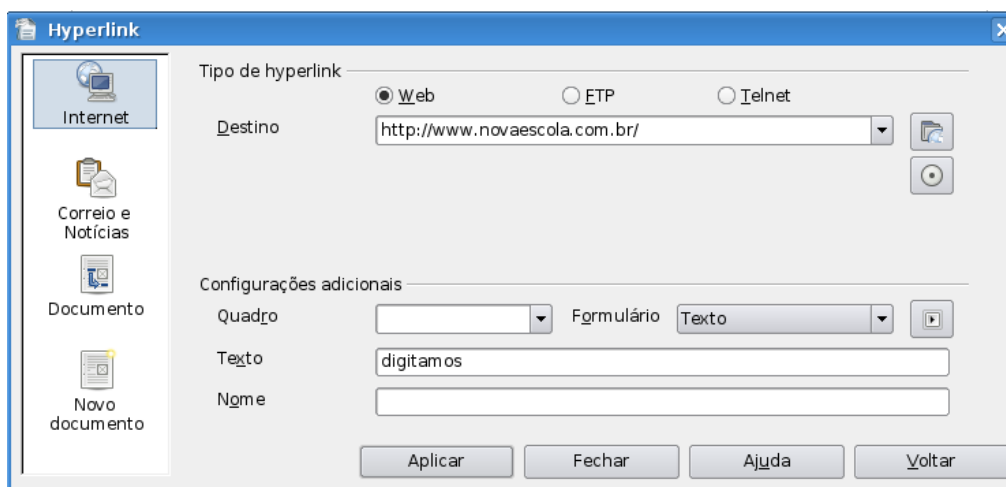 Hyperlink
Internet
Correio e
Notícias
Documento
Novo
documento
Tipo de hyperlink
Web FTP Telnet
Destino http://www.novaescola.com.br/
Configurações adicionais
Quadro Formulário Texto
Texto digitamos
Nome
Aplicar Fechar Ajuda Voltar